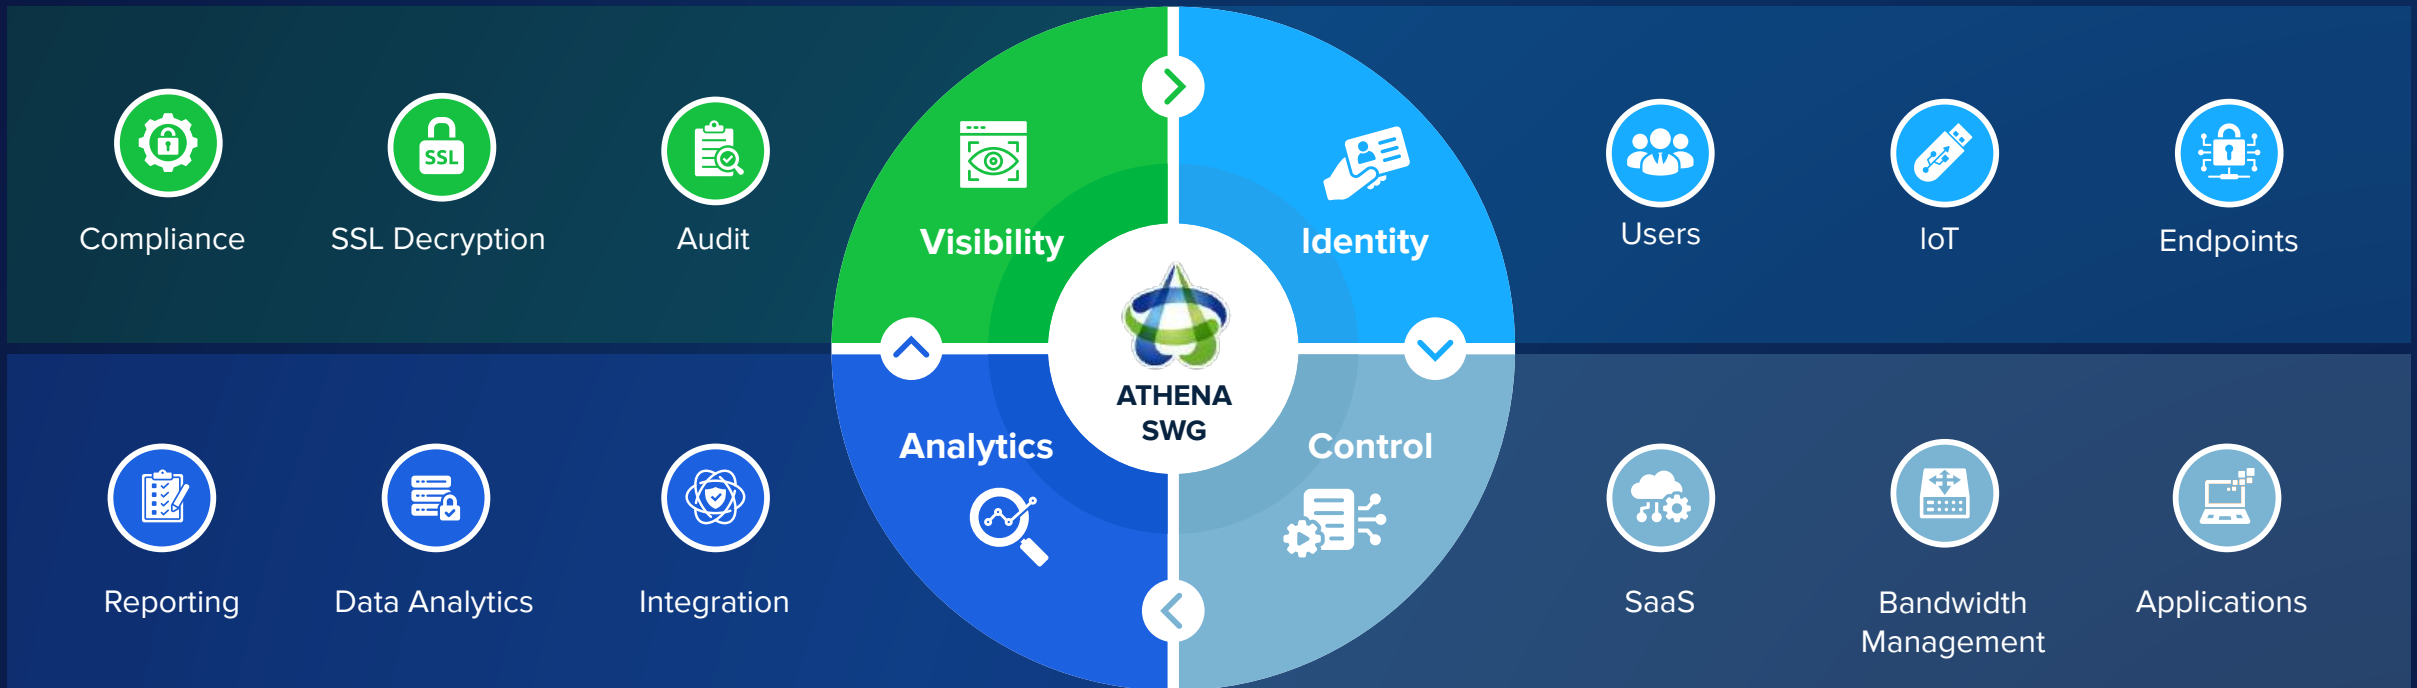 Compliance
SSL
SSL Decryption
Audit
Visibility
Identity
Users
IoT
Endpoints
ATHENA
SWG
Analytics
Control
Reporting
Data Analytics
Integration
SaaS
Bandwidth
Management
Applications